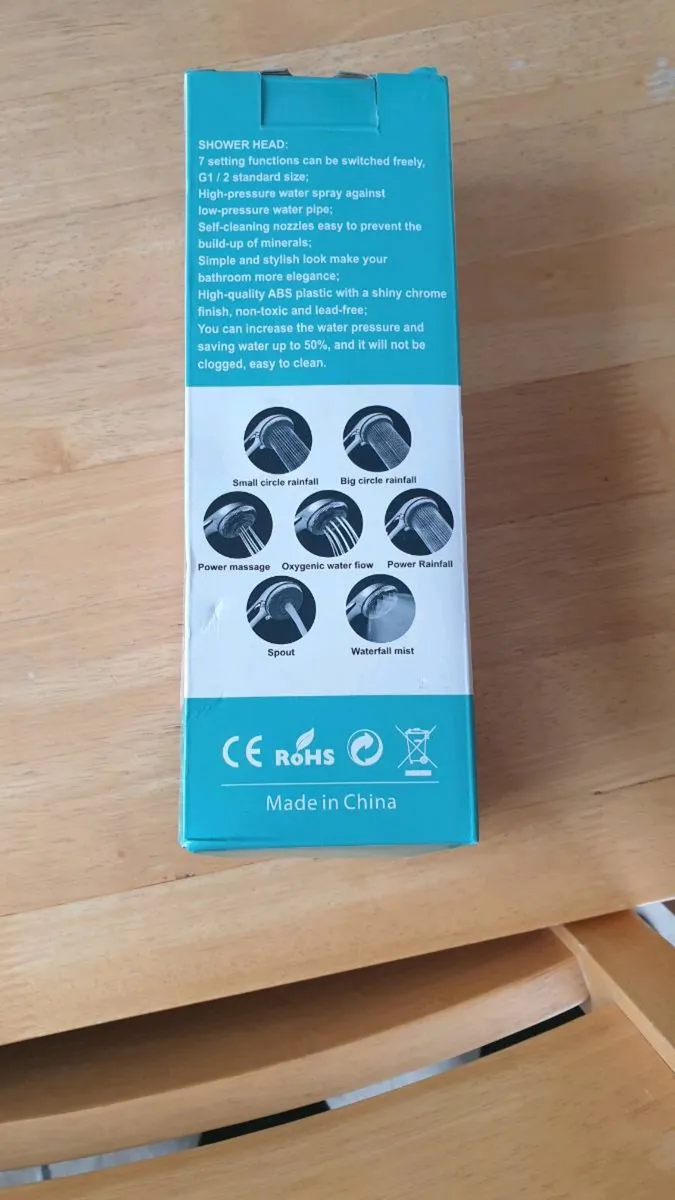 SHOWER HEAD:
7 setting functions can be switched freely,
G1 / 2 standard size;
High-pressure water spray against
low-pressure water pipe;
Self-cleaning nozzles easy to prevent the
build-up of minerals;
Simple and stylish look make your
bathroom more elegance;
High-quality ABS plastic with a shiny chrome
finish, non-toxic and lead-free;
You can increase the water pressure and
saving water up to 50%, and it will not be
clogged, easy to clean.
Small circle rainfall Big circle rainfall
Power massage Oxygenic water fiow Power Rainfall
Spout Waterfall mist
CE RoHS
Made in China